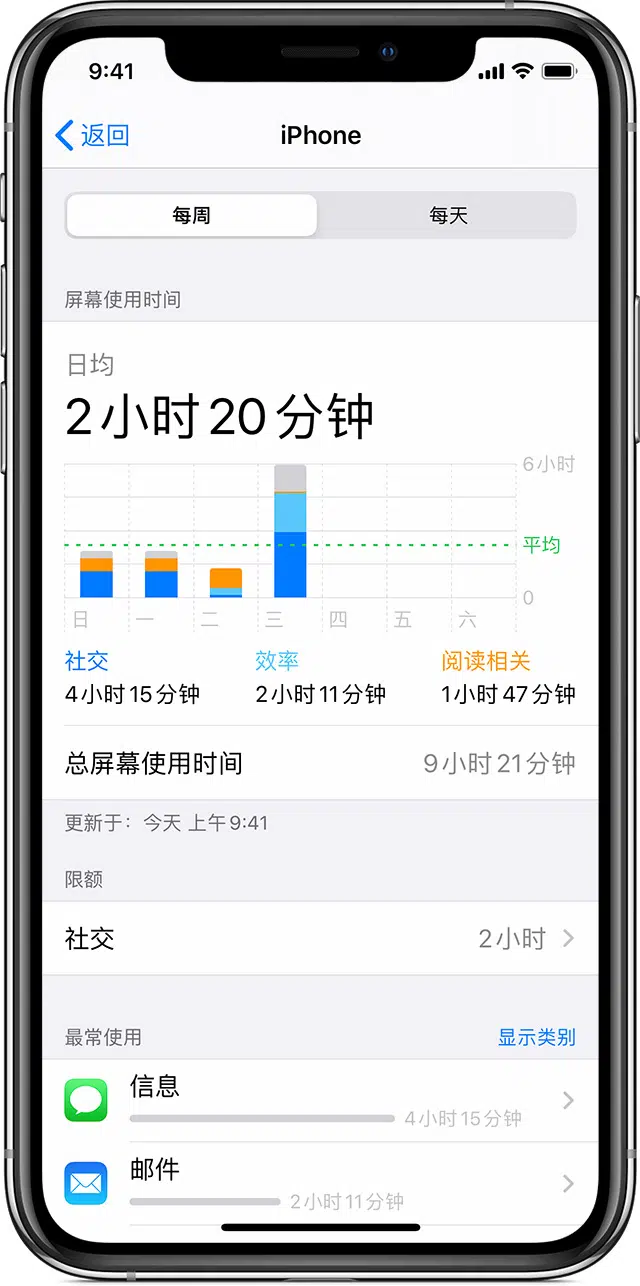 9:41
返回 iPhone
每周 每天
屏幕使用时间
日均
2小时20分钟
6小时
平均
0
日 一 二 三 四 五 六
社交 效率 阅读相关
4小时15分钟 2小时11分钟 1小时47分钟
总屏幕使用时间 9小时21分钟
更新于：今天 上午9:41
限额
社交 2小时
最常使用 显示类别
信息
4小时15分钟
邮件
2小时11分钟